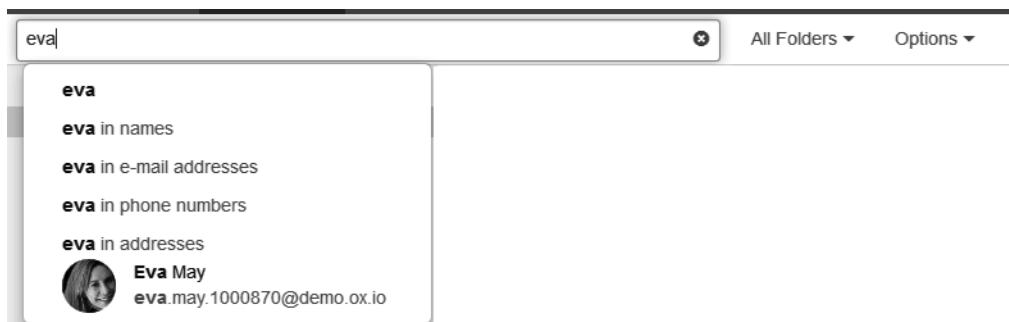 eva All Folders Options
eva
eva in names
eva in e-mail addresses
eva in phone numbers
eva in addresses
Eva May
eva.may.1000870@demo.ox.io